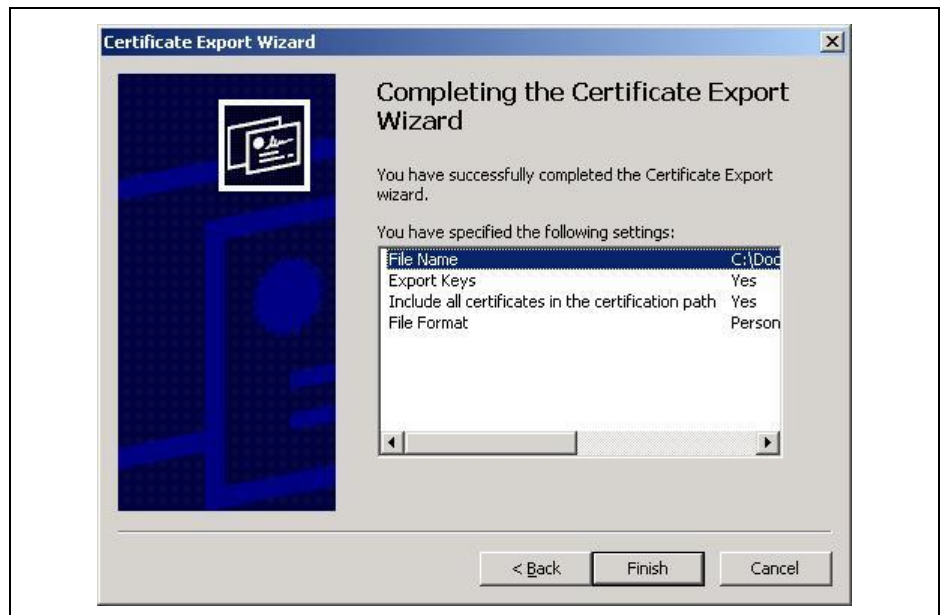 Certificate Export Wizard
Completing the Certificate Export
Wizard
You have successfully completed the Certificate Export
wizard.
You have specified the following settings:
File Name C:\Doc
Export Keys Yes
Include all certificates in the certification path Yes
File Format Person
< Back Finish Cancel